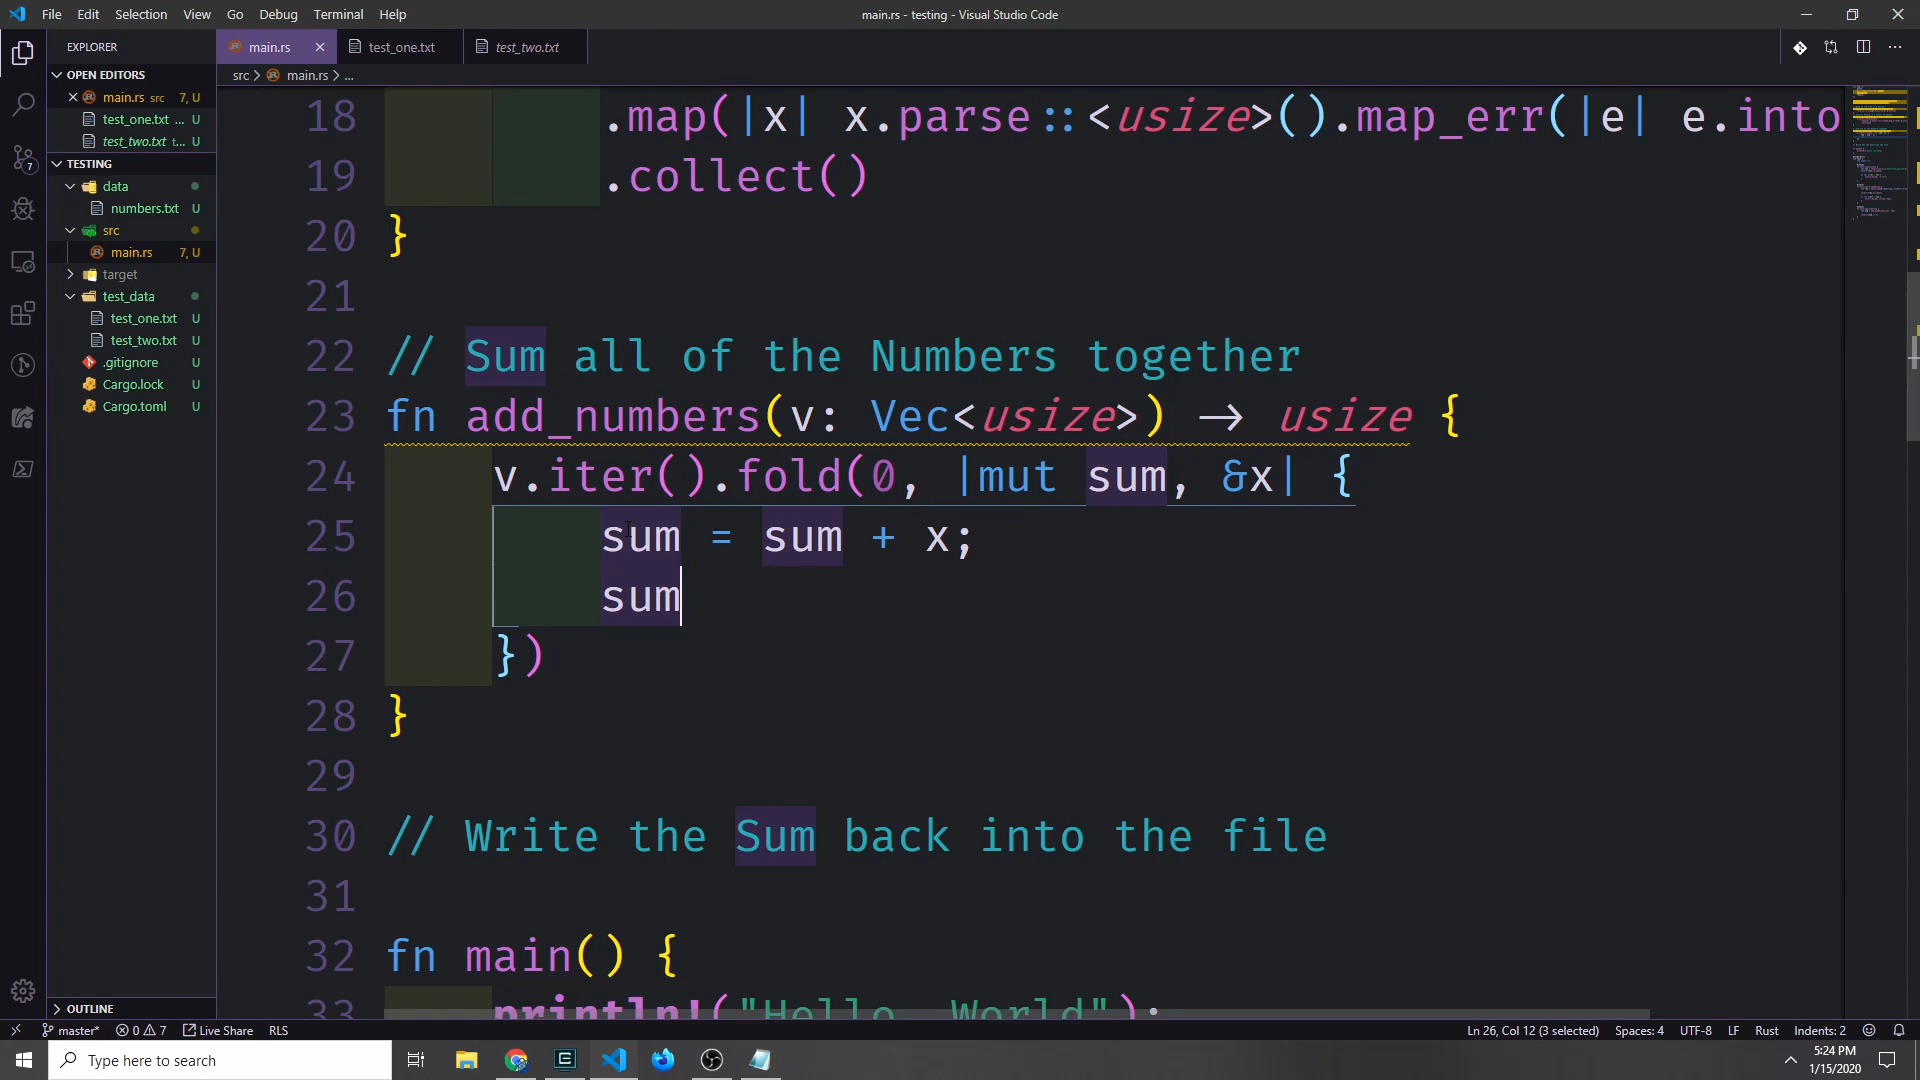 File Edit Selection View Go Debug Terminal Help
main.rs - testing - Visual Studio Code
EXPLORER
main.rs
test_one.txt
test_two.txt
OPEN EDITORS
src > main.rs > ...
main.rs src 7, U
test_one.txt ... U
test_two.txt t... U
TESTING
data
numbers.txt U
src
main.rs 7, U
target
test_data
test_one.txt U
test_two.txt U
.gitignore U
Cargo.lock U
Cargo.toml U
OUTLINE
7
18 .map(|x| x.parse::<usize>().map_err(|e| e.into
19 .collect()
20 }
21
22 // Sum all of the Numbers together
23 fn add_numbers(v: Vec<usize>) -> usize {
24 v.iter().fold(0, |mut sum, &x| {
25 sum = sum + x;
26 sum
27 })
28 }
29
30 // Write the Sum back into the file
31
32 fn main() {
33 println!("Hello, World");
master* 0 7 Live Share RLS
Ln 26, Col 12 (3 selected) Spaces: 4 UTF-8 LF Rust Indents: 2
Type here to search
5:24 PM
1/15/2020